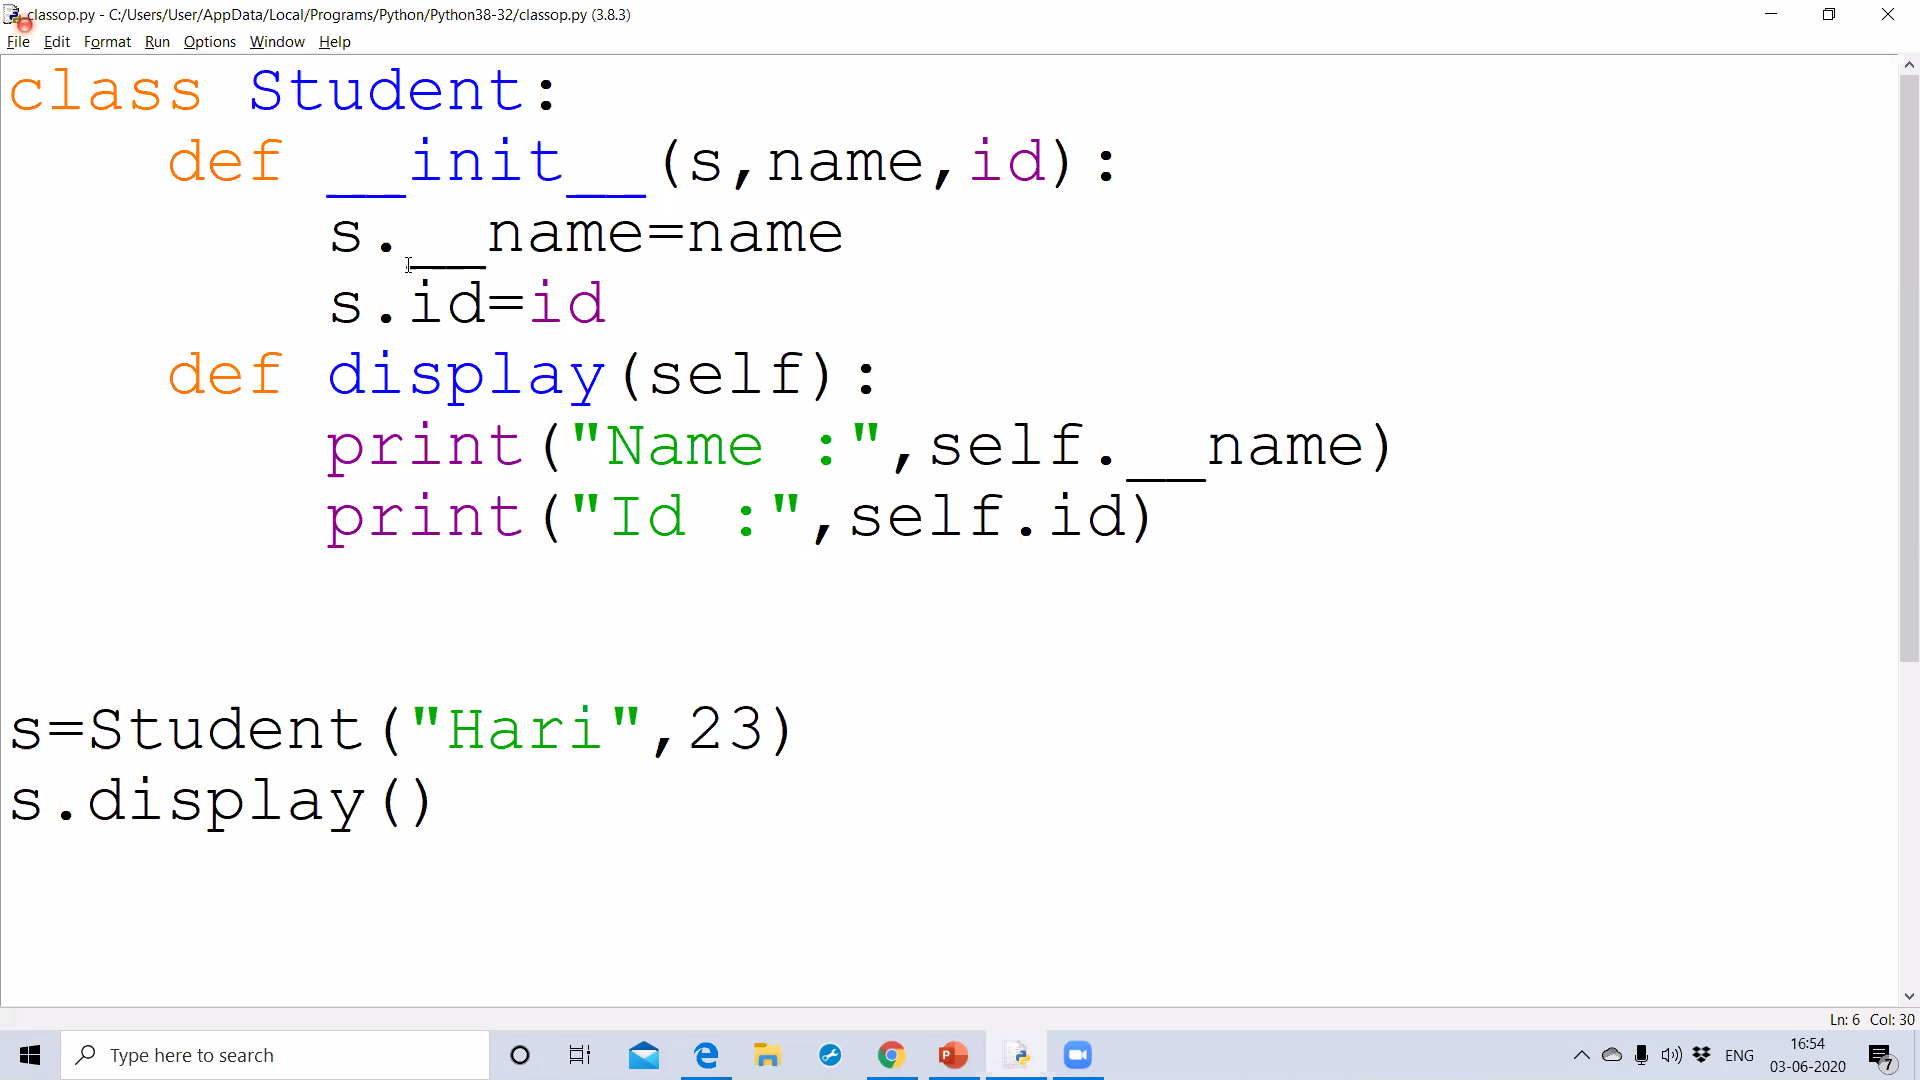 classop.py - C:/Users/User/AppData/Local/Programs/Python/Python38-32/classop.py (3.8.3)
File Edit Format Run Options Window Help
class Student:
    def __init__(s,name,id):
        s.__name=name
        s.id=id
    def display(self):
        print("Name :",self.__name)
        print("Id :",self.id)
s=Student("Hari",23)
s.display()
Ln: 6 Col: 30
Type here to search
ENG
16:54
03-06-2020
7